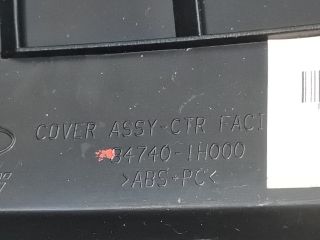 COVER ASSY-CTR FACI
84740-1H000
>ABS+PC<